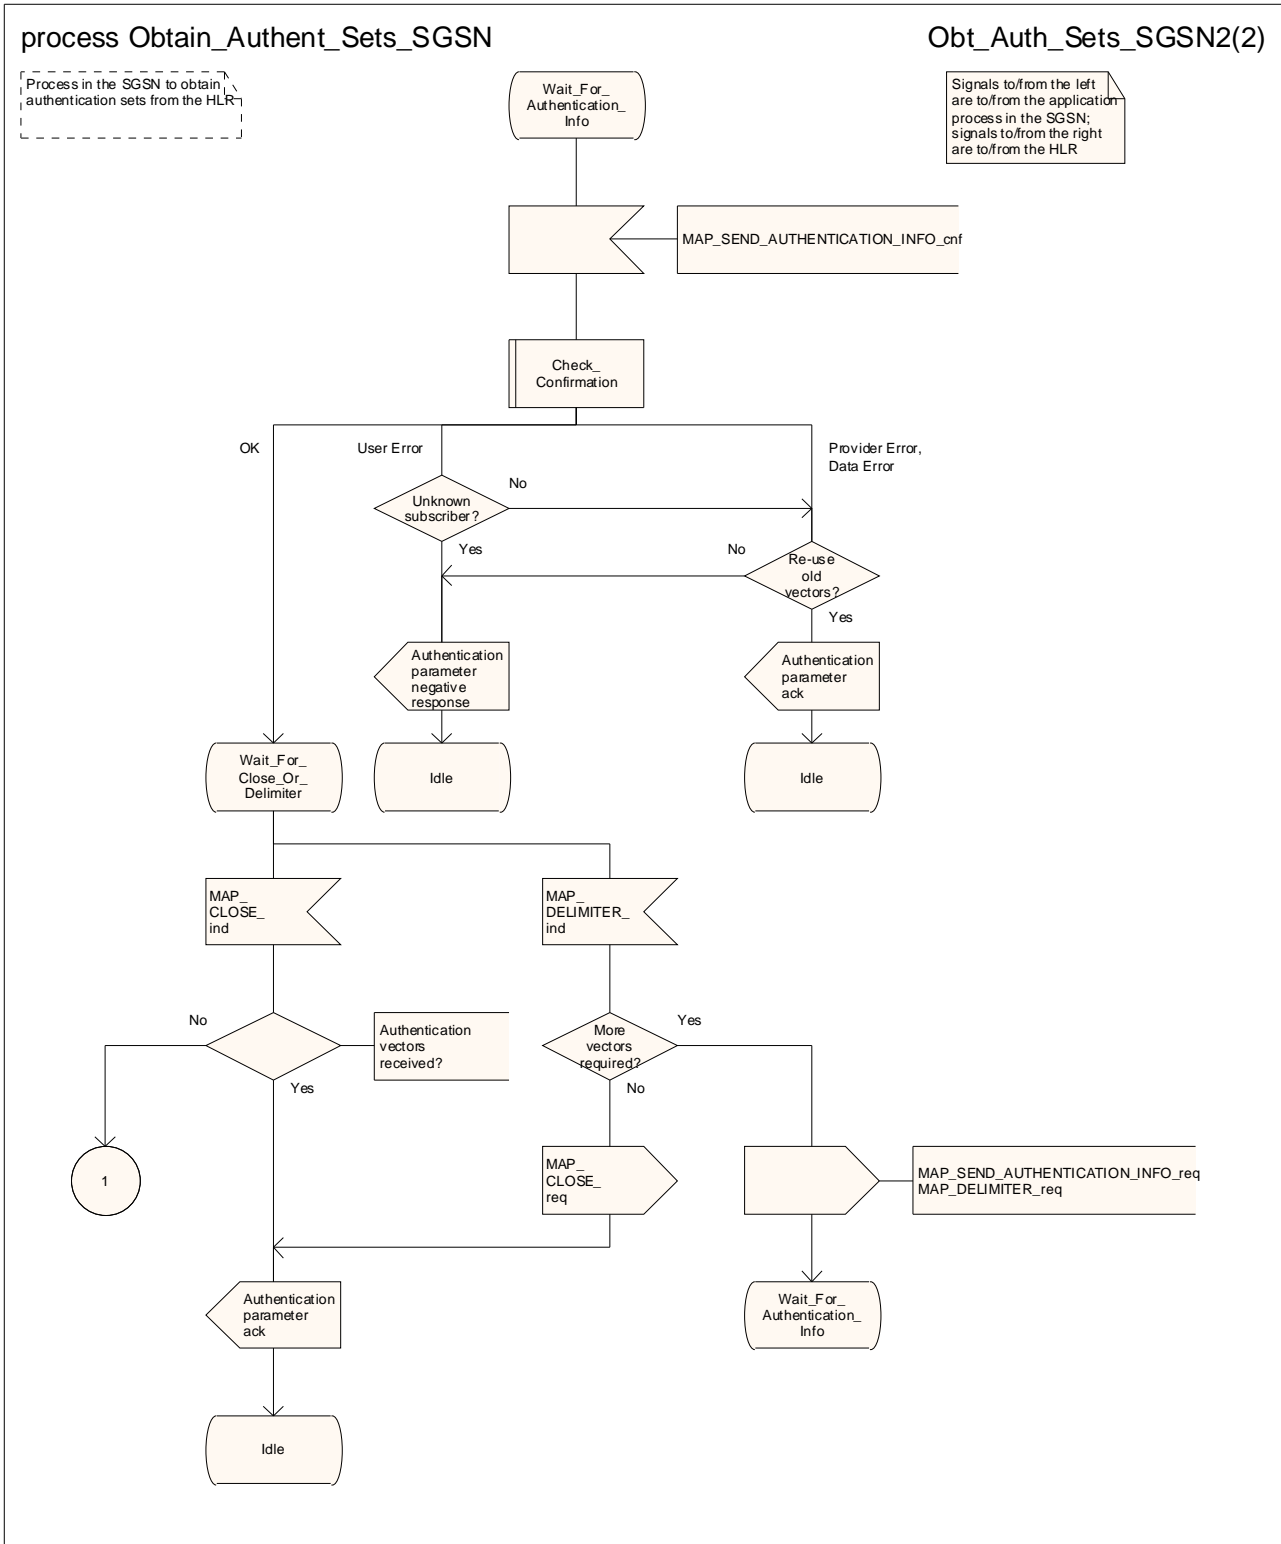 process Obtain_Authent_Sets_SGSN
Obt_Auth_Sets_SGSN2(2)
Process in the SGSN to obtain
authentication sets from the HLR
Wait_For_
Authentication_
Info
Signals to/from the left
are to/from the application
process in the SGSN;
signals to/from the right
are to/from the HLR
MAP_SEND_AUTHENTICATION_INFO_cnf
Check_
Confirmation
OK
User Error
Provider Error,
Data Error
Unknown
subscriber?
No
Yes
No
Re-use
old
vectors?
Yes
Authentication
parameter
negative
response
Authentication
parameter
ack
Wait_For_
Close_Or_
Delimiter
Idle
Idle
MAP_
CLOSE_
ind
MAP_
DELIMITER_
ind
No
Authentication
vectors
received?
Yes
More
vectors
required?
Yes
No
1
MAP_
CLOSE_
req
MAP_SEND_AUTHENTICATION_INFO_req
MAP_DELIMITER_req
Authentication
parameter
ack
Wait_For_
Authentication_
Info
Idle